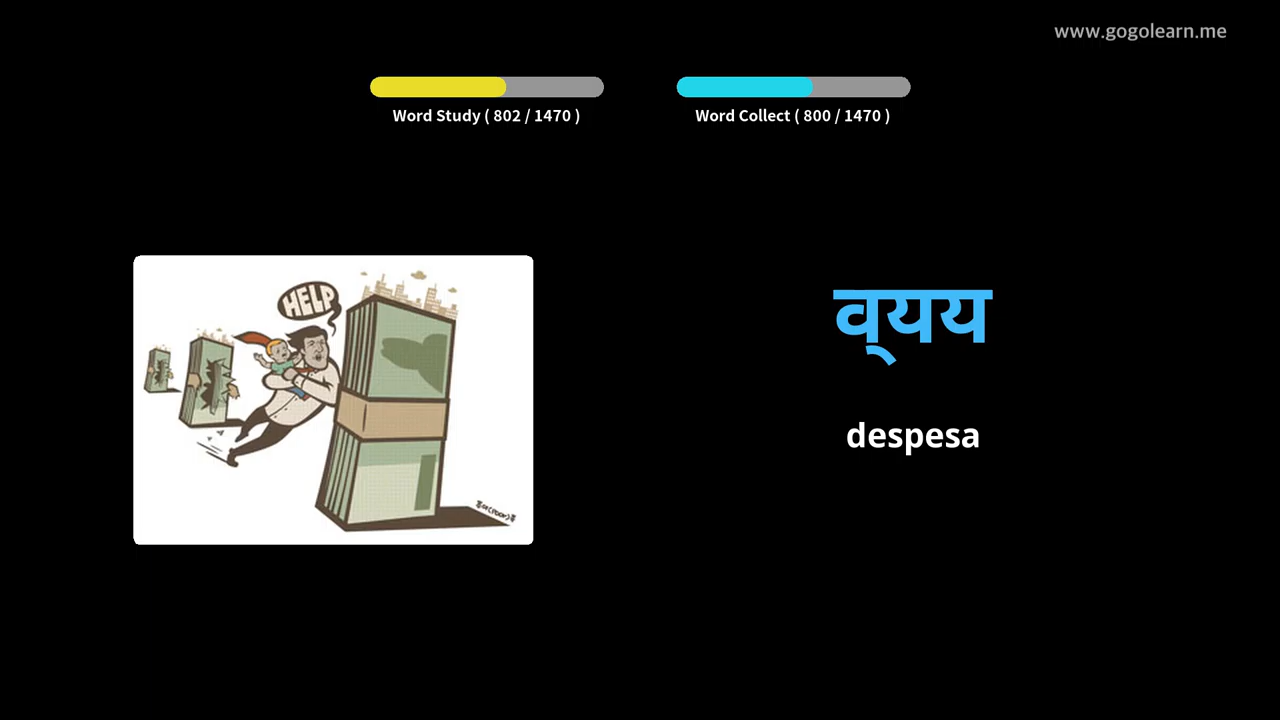 www.gogolearn.me
Word Study ( 802 / 1470 )
Word Collect ( 800 / 1470 )
HELP
व्‌यय
despesa